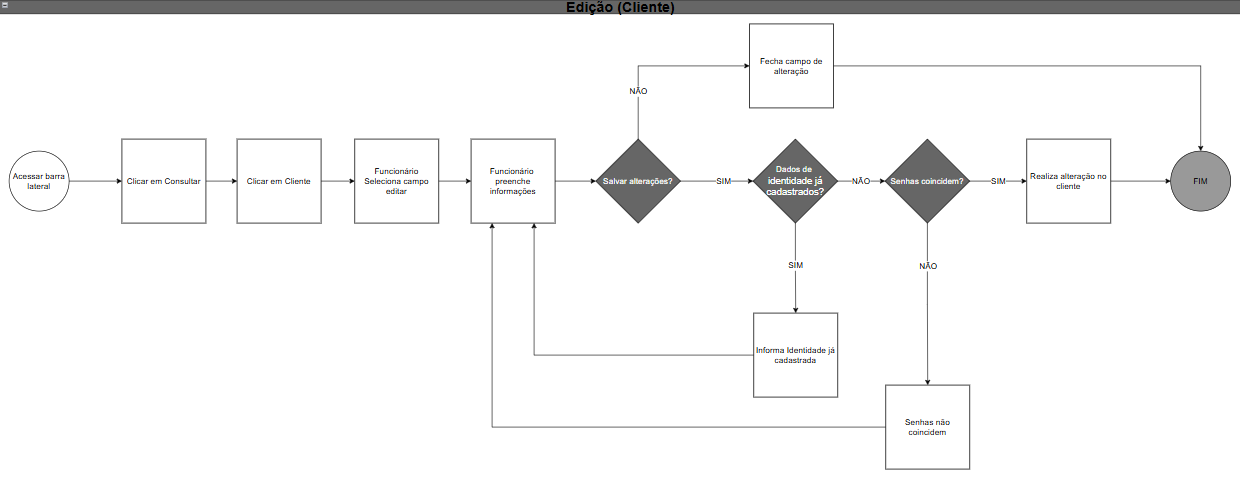 Edição (Cliente)
Fecha campo de
alteração
NÃO
Acessar barra
lateral
Clicar em Consultar
Clicar em Cliente
Funcionário
Seleciona campo
editar
Funcionário
preenche
informações
Salvar alterações?
SIM
Dados de
identidade já
cadastrados?
NÃO
Senhas coincidem?
SIM
Realiza alteração no
cliente
FIM
SIM
NÃO
Informa Identidade já
cadastrada
Senhas não
coincidem